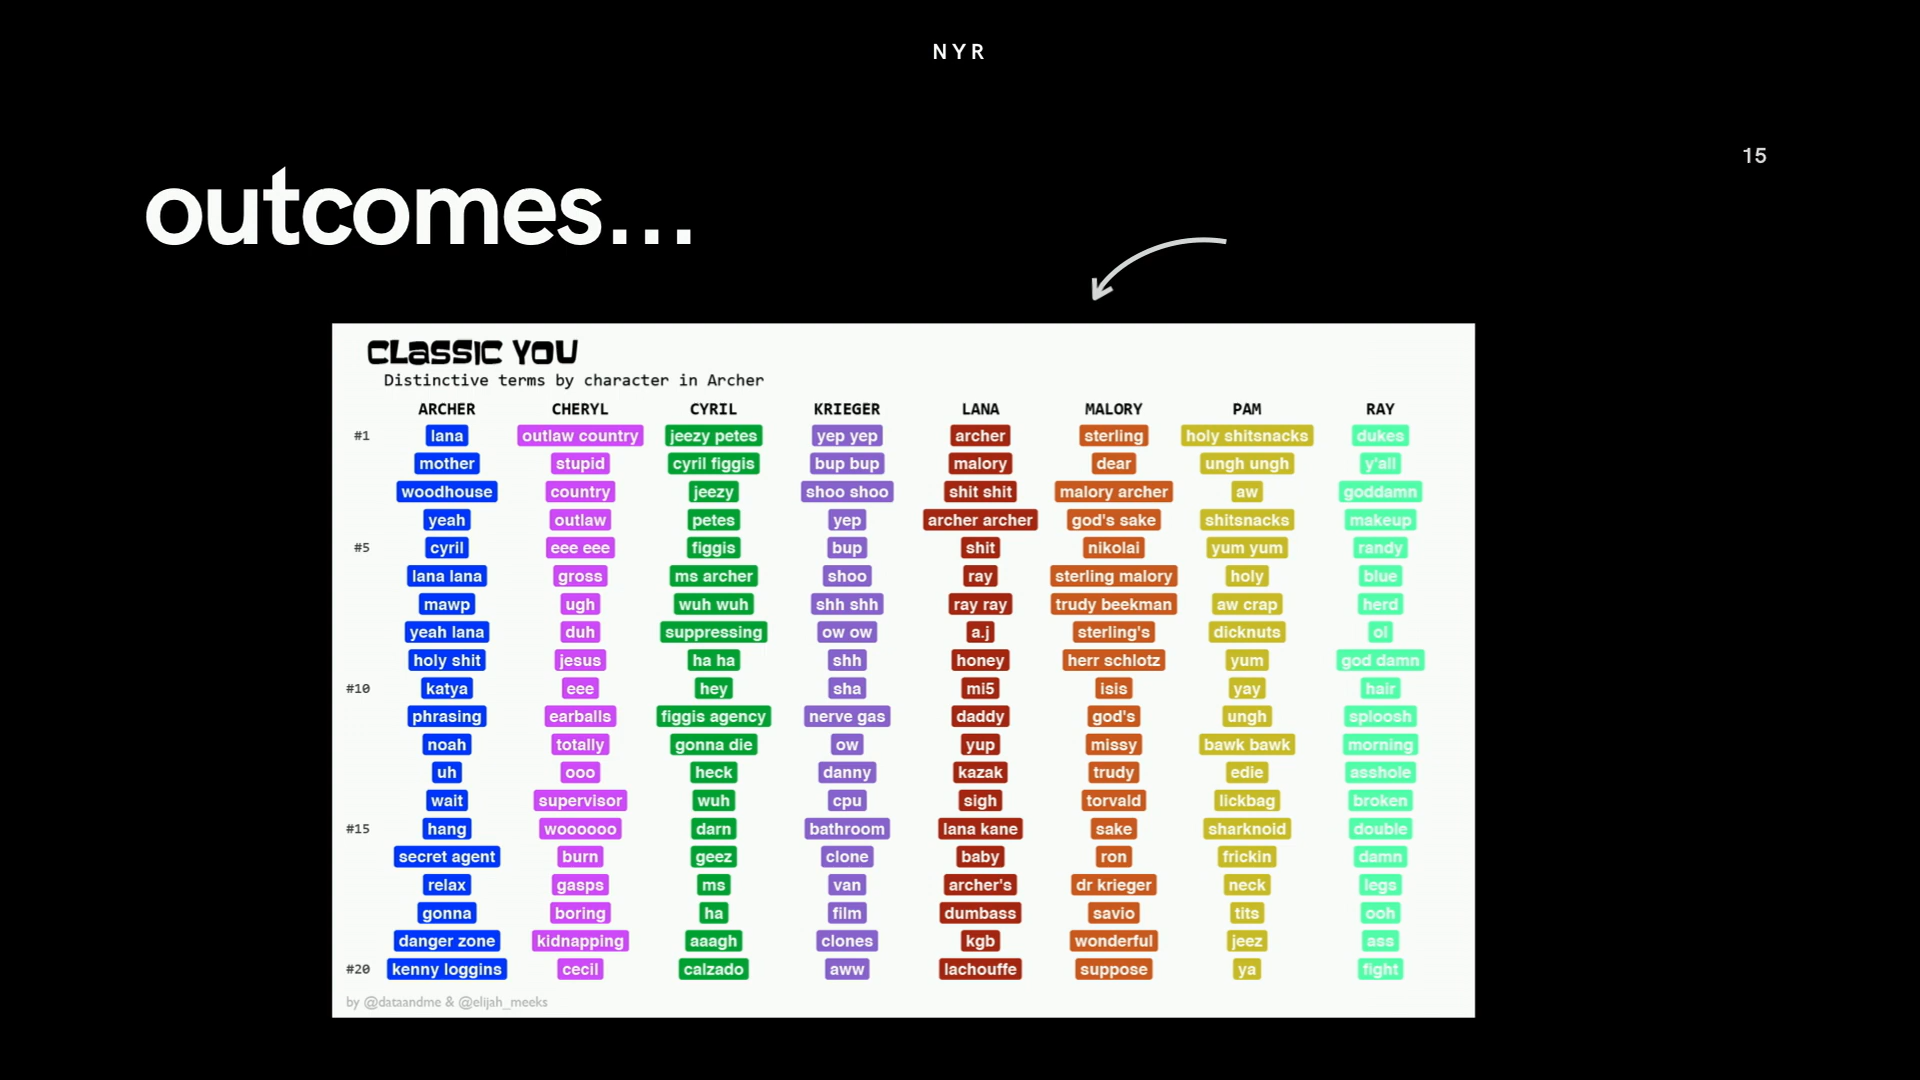 NYR
15
outcomes...
CLASSIC YOU
Distinctive terms by character in Archer
ARCHER CHERYL CYRIL KRIEGER LANA MALORY PAM RAY
#1 lana outlaw country jeezy petes yep yep archer sterling holy shitsnacks dukes
mother stupid cyril figgis bup bup malory dear ungh ungh y'all
woodhouse country jeezy shoo shoo shit shit malory archer aw goddamn
yeah outlaw petes yep archer archer god's sake shitsnacks makeup
#5 cyril eee eee figgis bup shit nikolai yum yum randy
lana lana gross ms archer shoo ray sterling malory holy blue
mawp ugh wuh wuh shh shh ray ray trudy beekman aw crap herd
yeah lana duh suppressing ow ow a.j sterling's dicknuts ol
holy shit jesus ha ha shh honey herr schlotz yum god damn
#10 katya eee hey sha mi5 isis yay hair
phrasing earballs figgis agency nerve gas daddy god's ungh sploosh
noah totally gonna die ow yup missy bawk bawk morning
uh ooo heck danny kazak trudy edie asshole
wait supervisor wuh cpu sigh torvald lickbag broken
#15 hang woooooo darn bathroom lana kane sake sharknoid double
secret agent burn geez clone baby ron frickin damn
relax gasps ms van archer's dr krieger neck legs
gonna boring ha film dumbass savio tits ooh
danger zone kidnapping aaagh clones kgb wonderful jeez ass
#20 kenny loggins cecil calzado aww lachouffe suppose ya fight
by @dataandme & @elijah_meeks